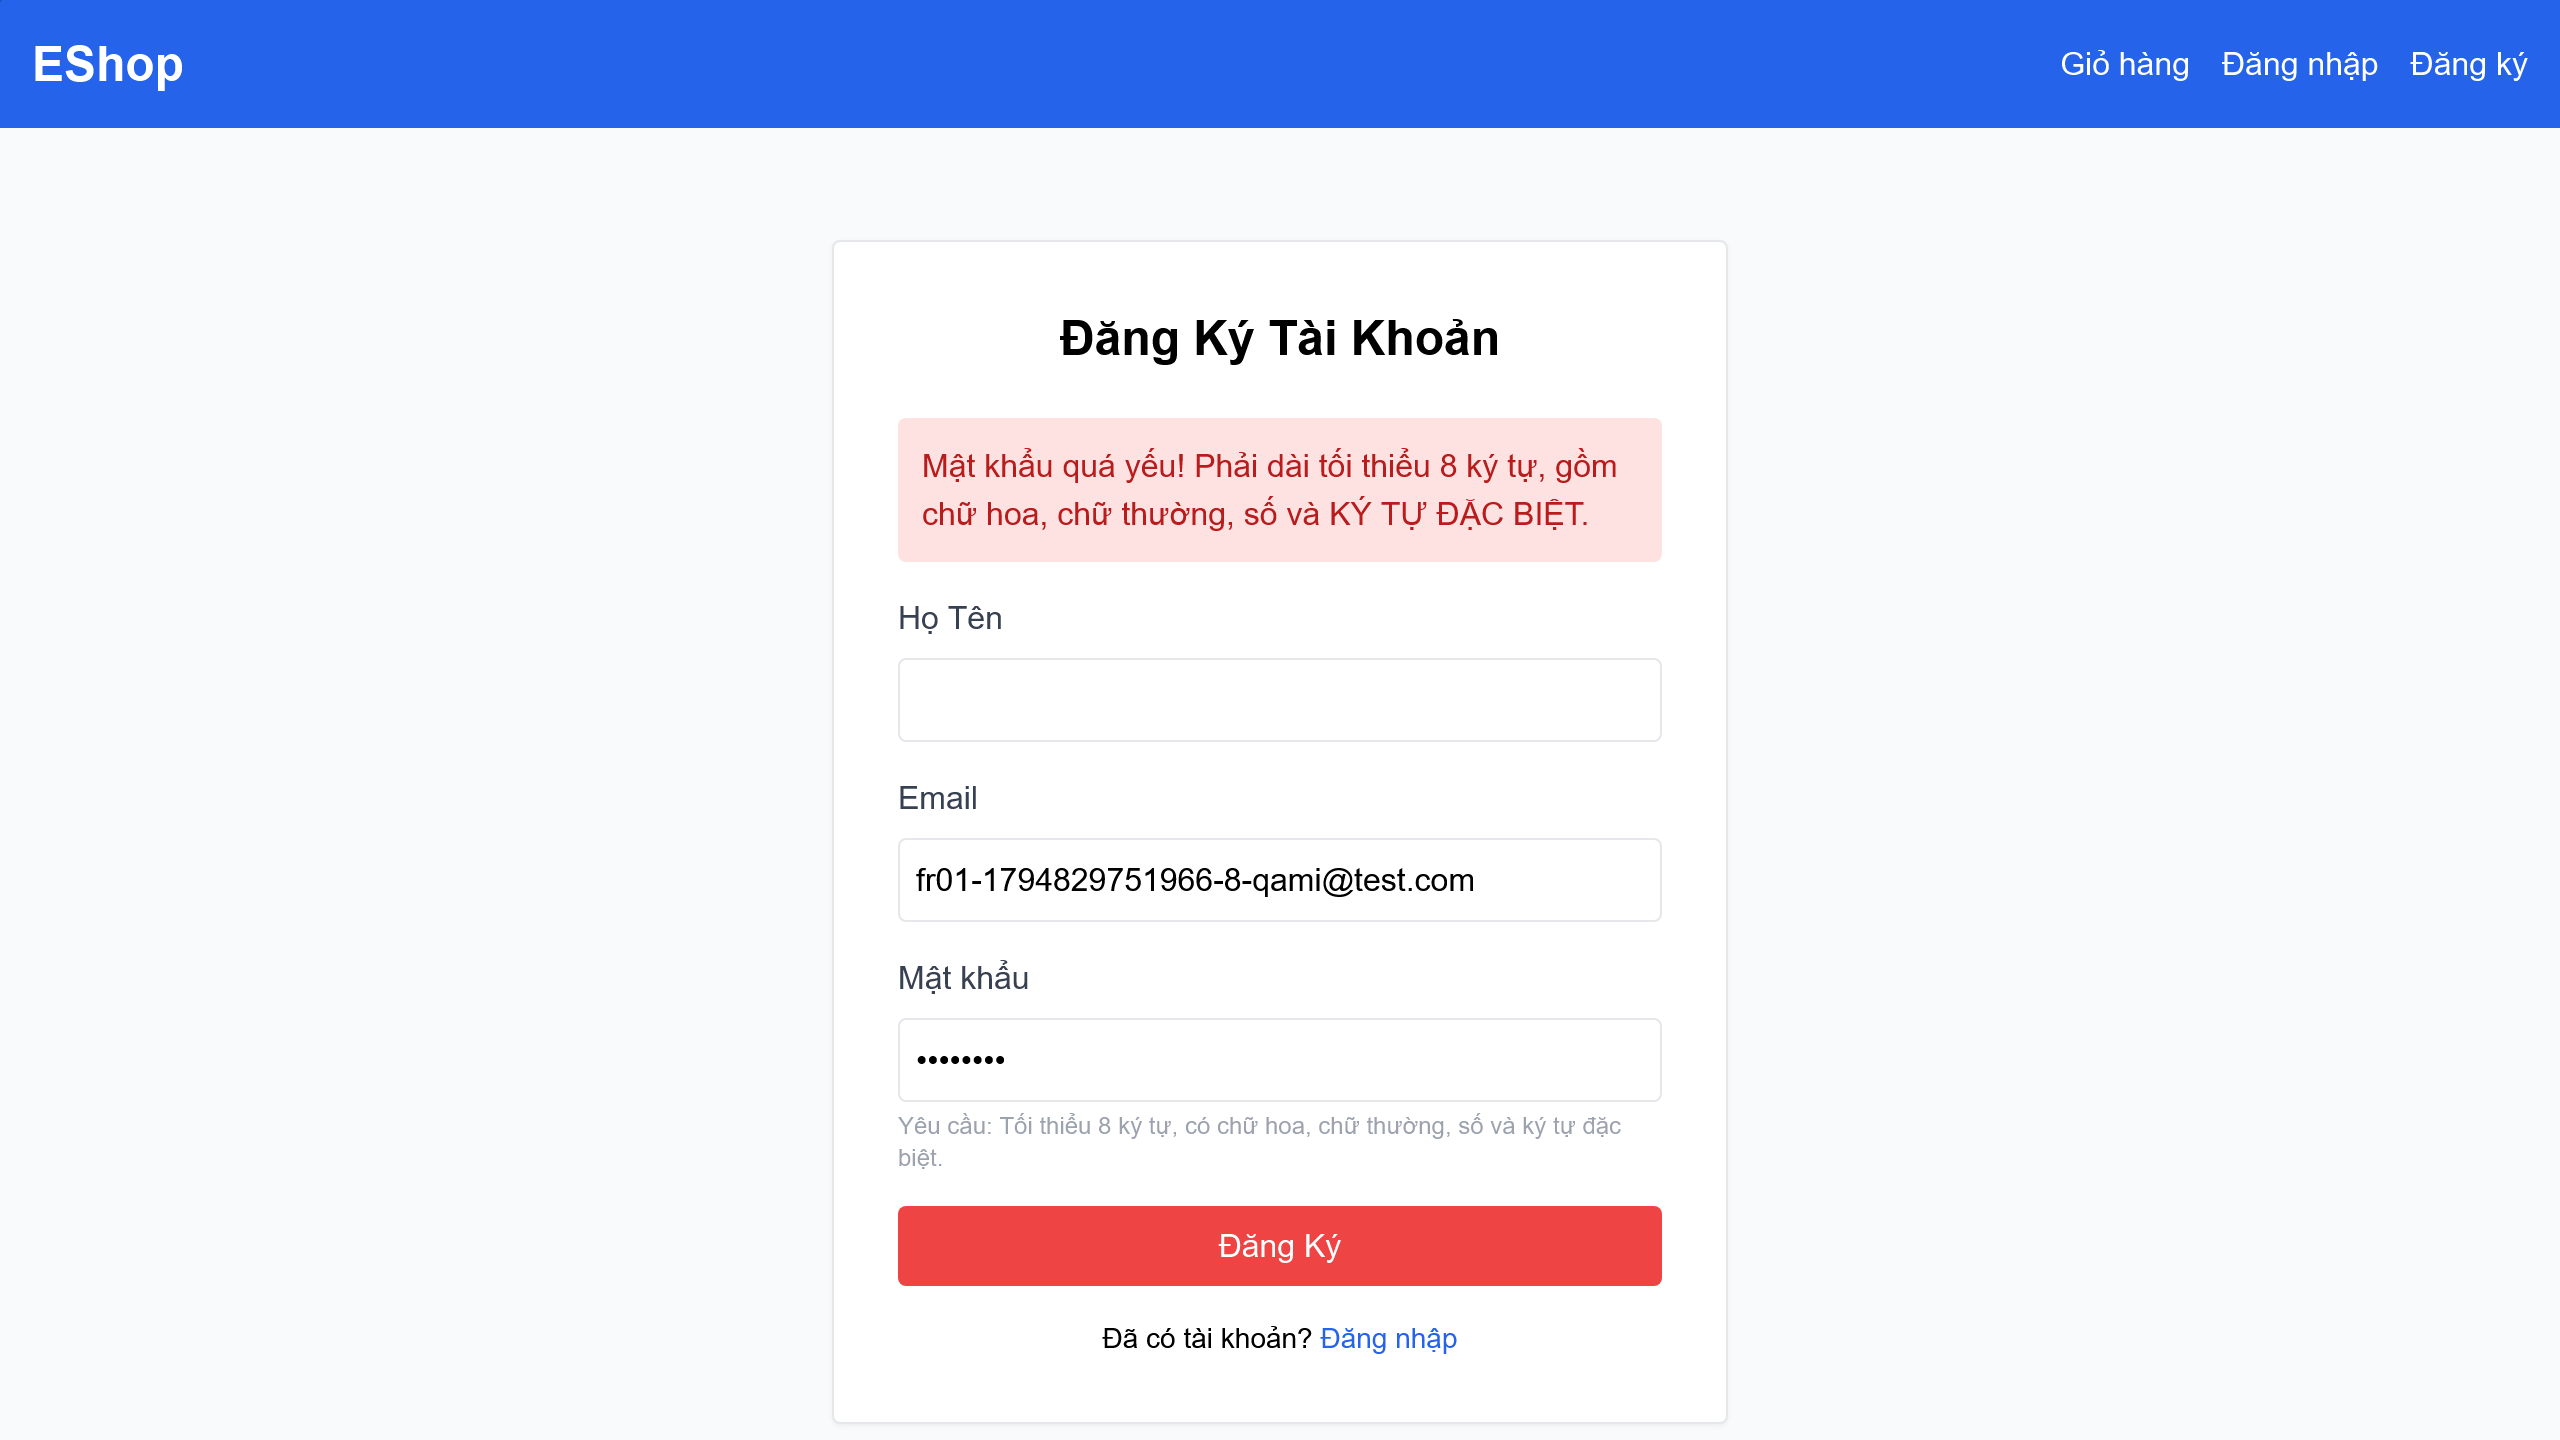 EShop
Giỏ hàng
Đăng nhập
Đăng ký
Đăng Ký Tài Khoản
Mật khẩu quá yếu! Phải dài tối thiểu 8 ký tự, gồm
chữ hoa, chữ thường, số và KÝ TỰ ĐẶC BIỆT.
Họ Tên
Email
fr01-1794829751966-8-qami@test.com
Mật khẩu
••••••••
Yêu cầu: Tối thiểu 8 ký tự, có chữ hoa, chữ thường, số và ký tự đặc
biệt.
Đăng Ký
Đã có tài khoản? Đăng nhập